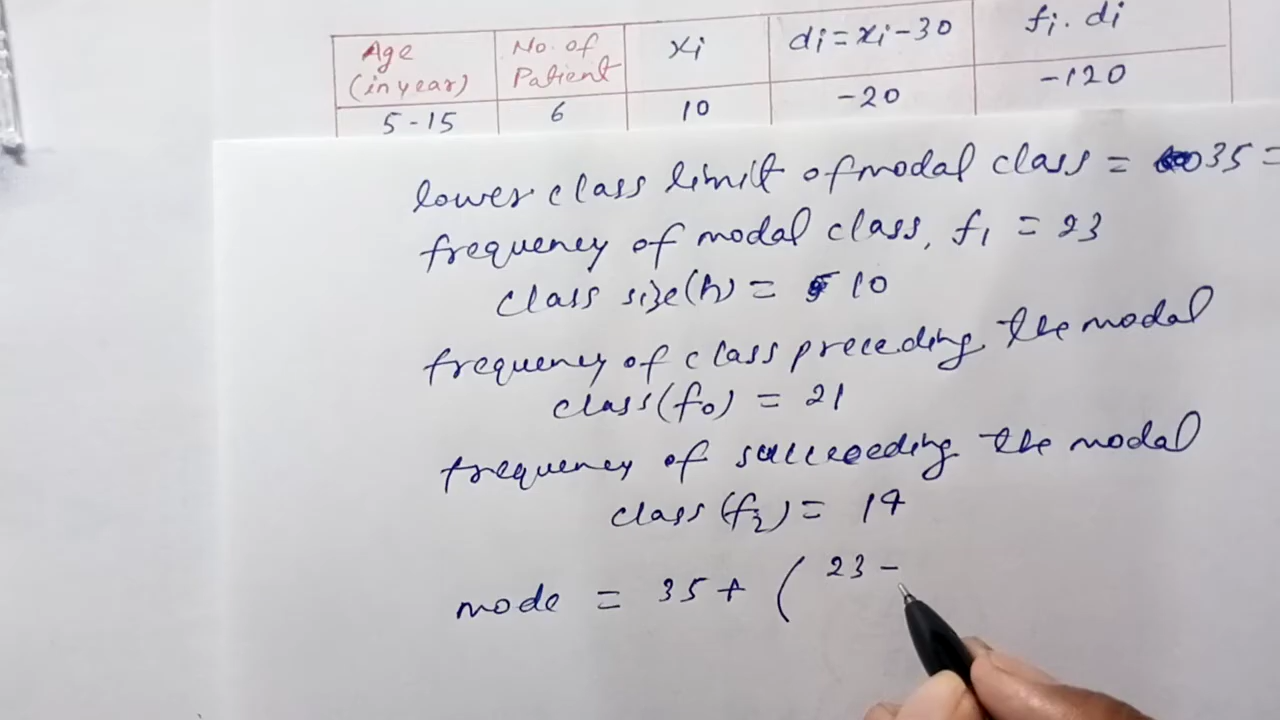 Age (in year) No. of Patient xi di = xi - 30 fi . di
5 - 15 6 10 -20 -120
lower class limit of modal class = 35 =
frequency of modal class, f1 = 23
class size (h) = 10
frequency of class preceding the modal
class (f0) = 21
frequency of succeeding the modal
class (f2) = 14
mode = 35 + ( 23 -